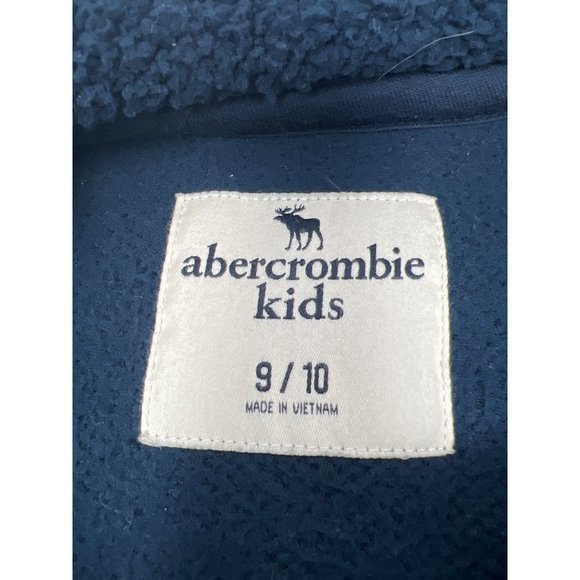 abercrombie
kids
9 / 10
MADE IN VIETNAM